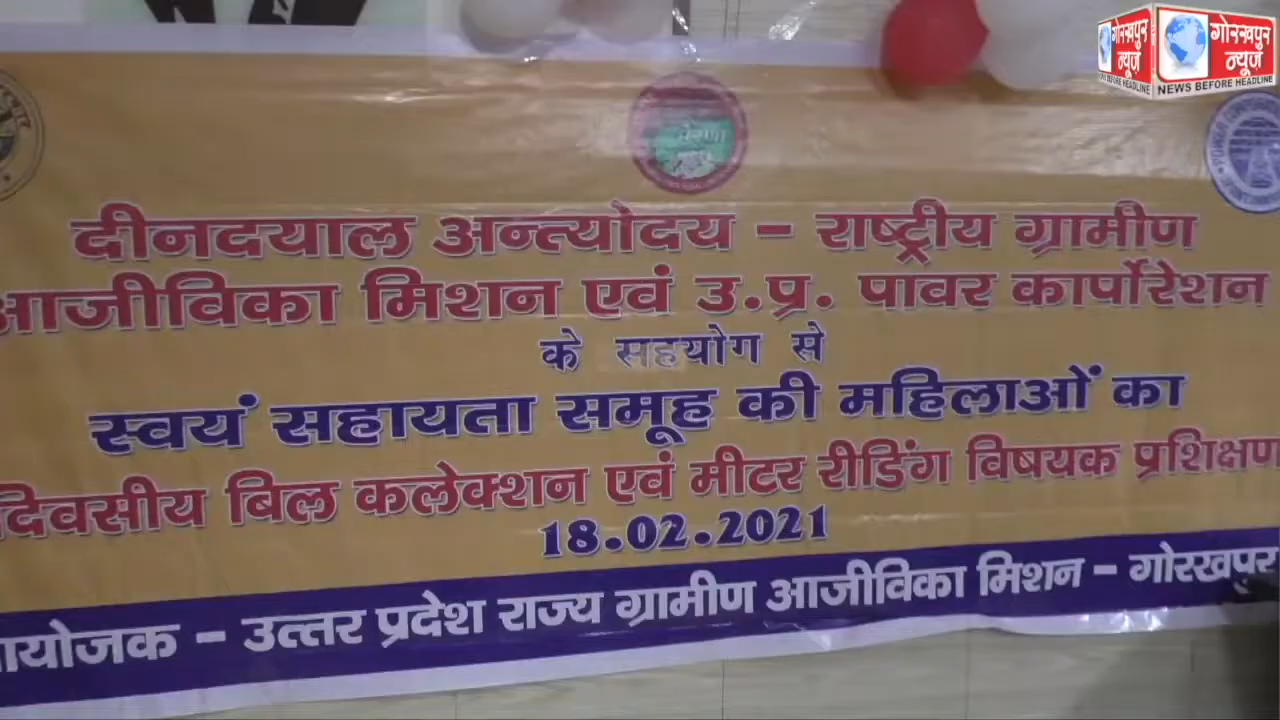 गोरखपुर न्यूज़
NEWS BEFORE HEADLINE
प्रेरणा
दीनदयाल अन्त्योदय - राष्ट्रीय ग्रामीण
आजीविका मिशन एवं उ.प्र. पावर कार्पोरेशन
के सहयोग से
स्वयं सहायता समूह की महिलाओं का
दिवसीय बिल कलेक्शन एवं मीटर रीडिंग विषयक प्रशिक्षण
18.02.2021
आयोजक - उत्तर प्रदेश राज्य ग्रामीण आजीविका मिशन - गोरखपुर